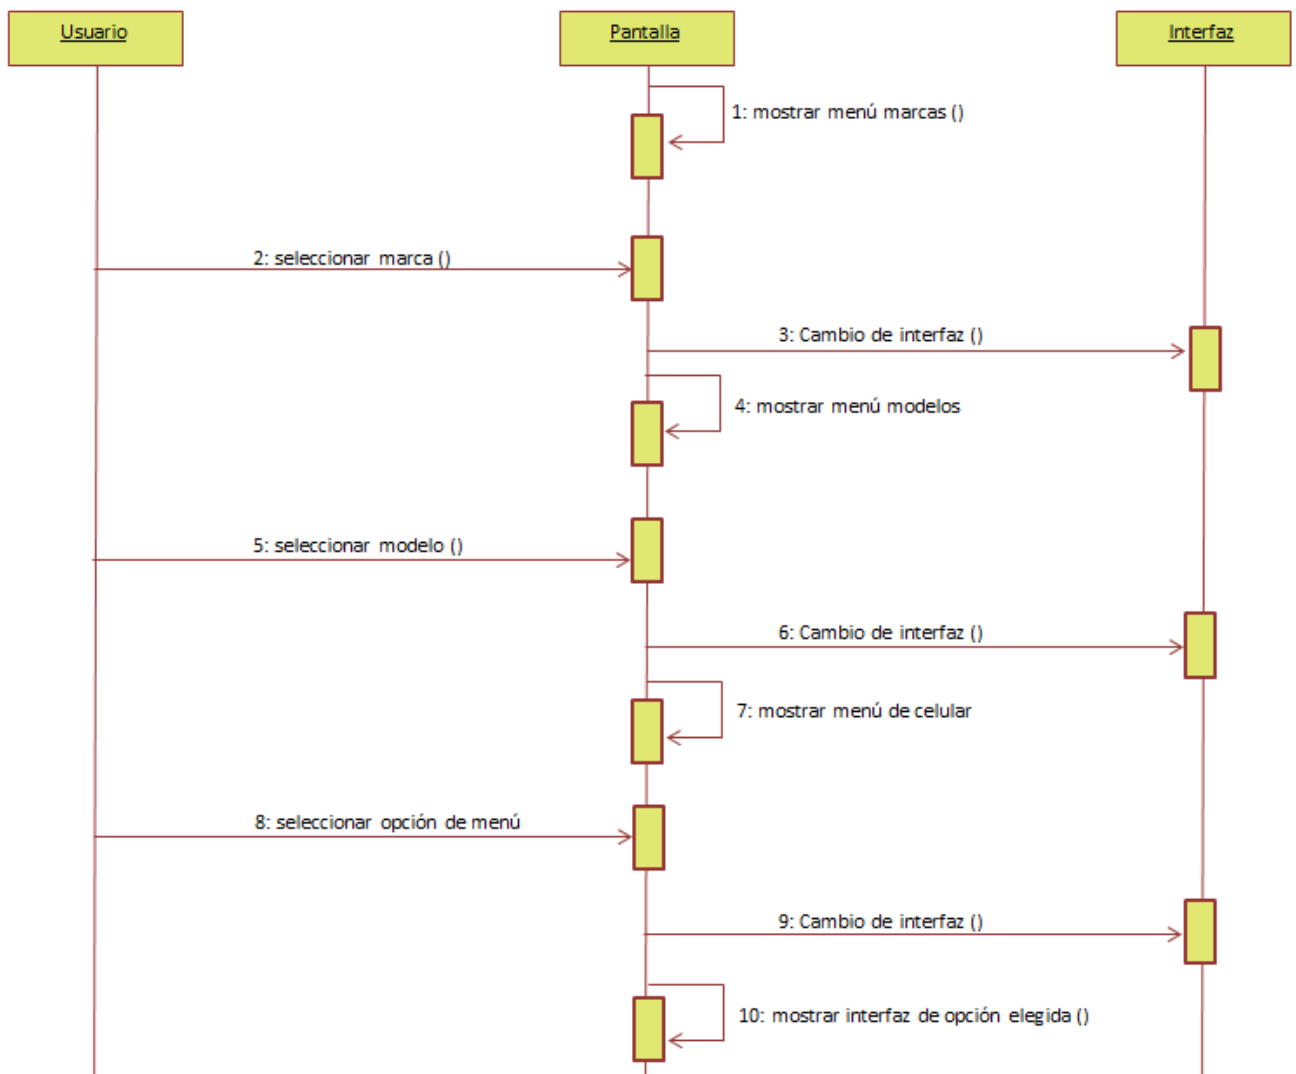 Usuario
Pantalla
Interfaz
1: mostrar menú marcas ()
2: seleccionar marca ()
3: Cambio de interfaz ()
4: mostrar menú modelos
5: seleccionar modelo ()
6: Cambio de interfaz ()
7: mostrar menú de celular
8: seleccionar opción de menú
9: Cambio de interfaz ()
10: mostrar interfaz de opción elegida ()